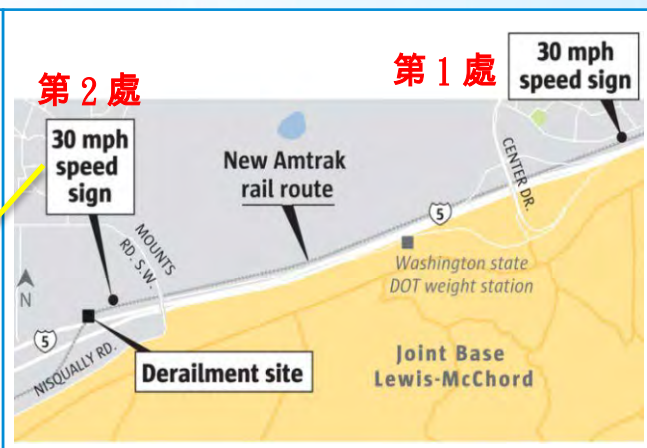 第1處
30 mph
speed sign
第2處
30 mph
speed
sign
New Amtrak
rail route
CENTER DR.
5
MOUNTS
RD. S.W.
Washington state
DOT weight station
N
5
NISQUALLY RD.
Derailment site
Joint Base
Lewis-McChord